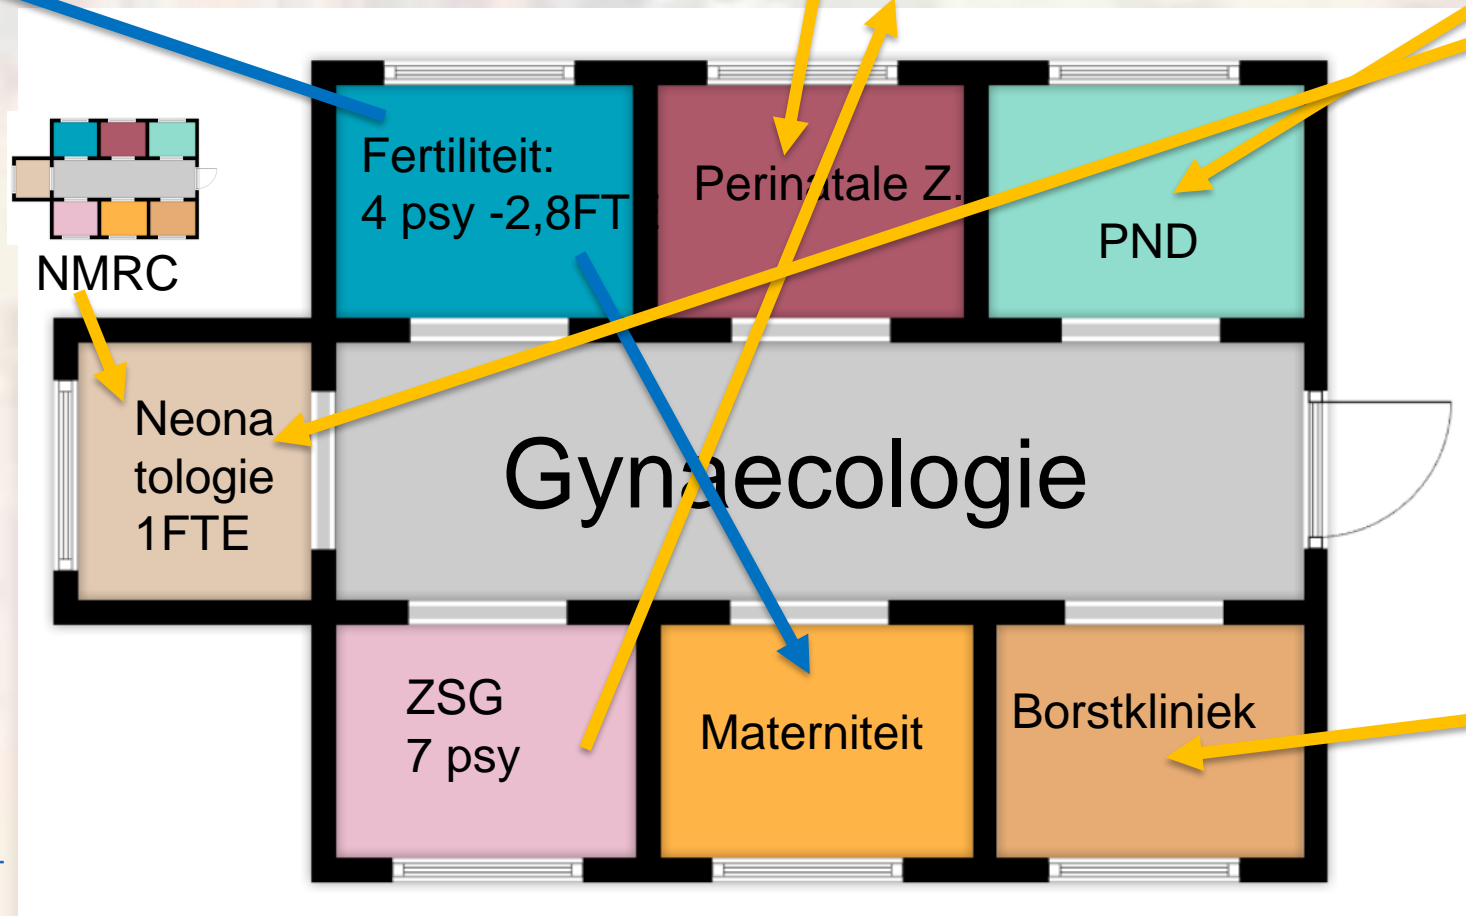 Fertiliteit:
4 psy -2,8FT
Perinatale Z.
PND
NMRC
Neona
tologie
1FTE
Gynaecologie
ZSG
7 psy
Materniteit
Borstkliniek